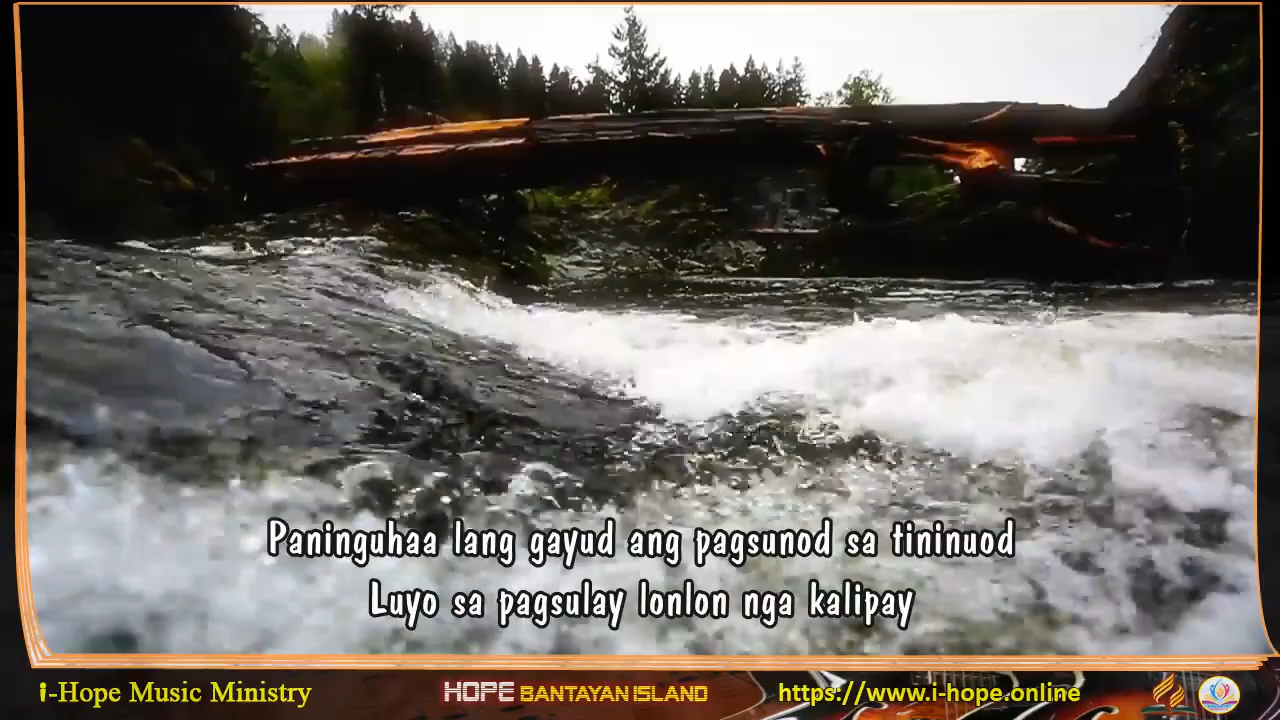 Paninguhaa lang gayud ang pagsunod sa tininuod
Luyo sa pagsulay lonlon nga kalipay
i-Hope Music Ministry
HOPE BANTAYAN ISLAND
https://www.i-hope.online